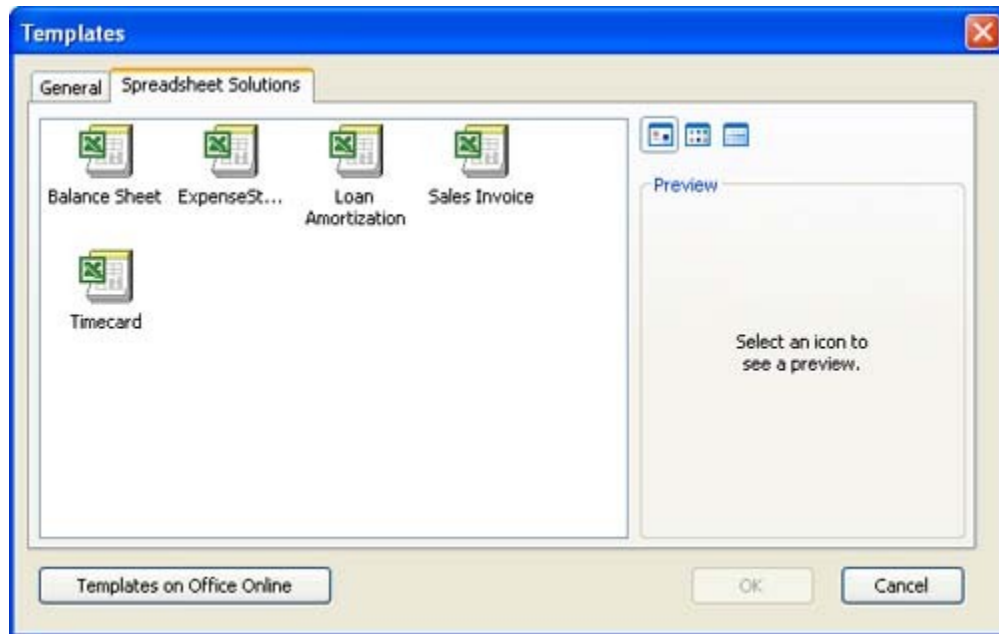 Templates
General Spreadsheet Solutions
Balance Sheet ExpenseSt... Loan Amortization Sales Invoice
Timecard
Preview
Select an icon to
see a preview.
Templates on Office Online OK Cancel